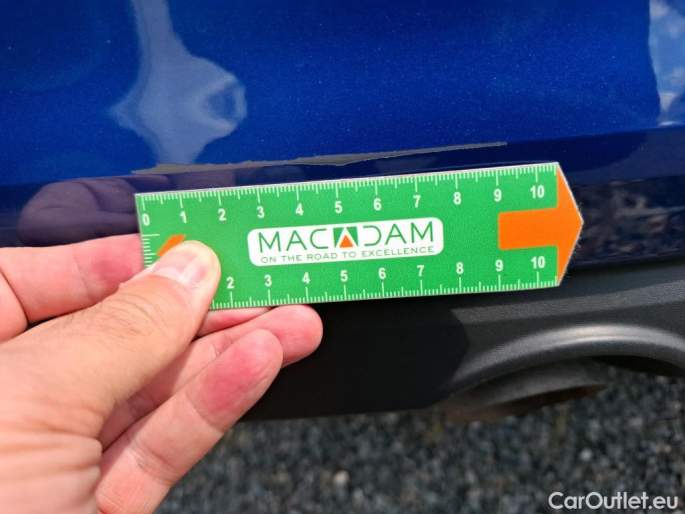 0 1 2 3 4 5 6 7 8 9 10
MACADAM
ON THE ROAD TO EXCELLENCE
2 3 4 5 6 7 8 9 10
CarOutlet.eu